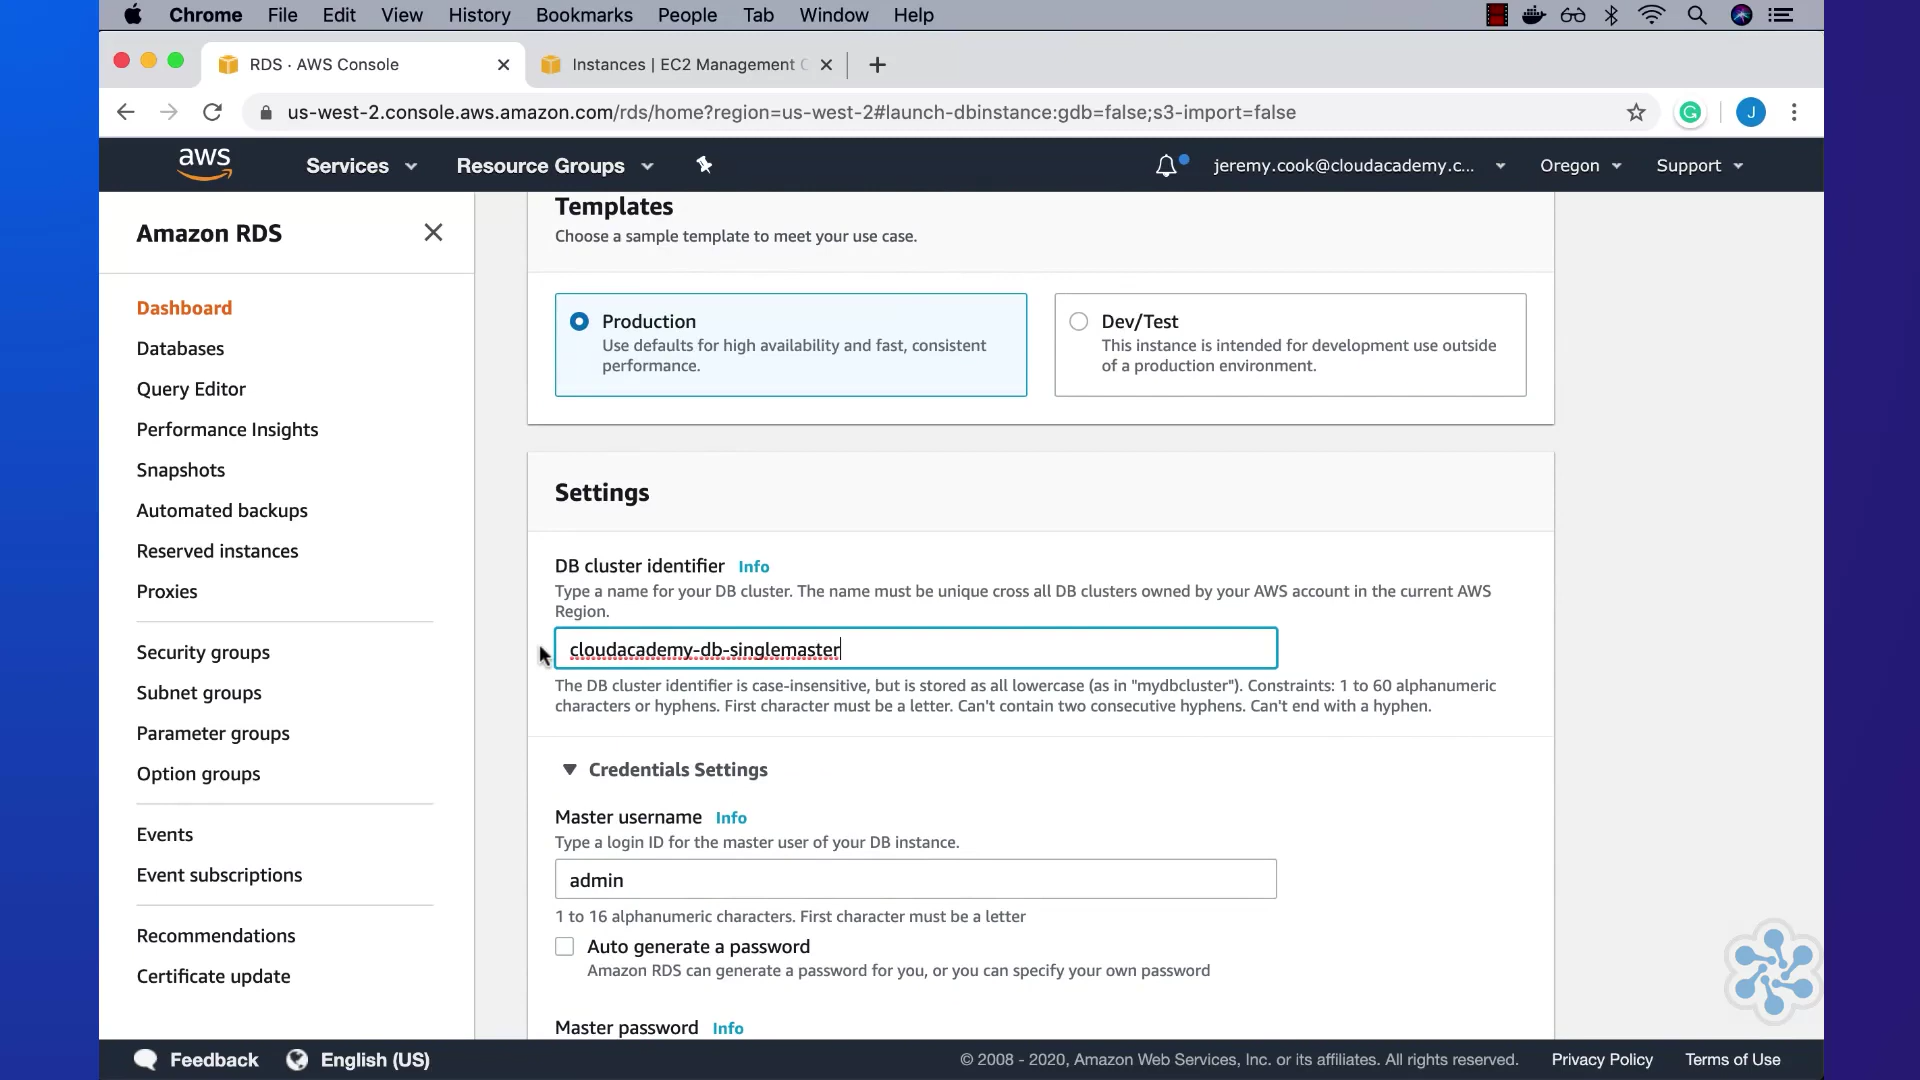 Chrome File Edit View History Bookmarks People Tab Window Help
RDS · AWS Console
Instances | EC2 Management C
us-west-2.console.aws.amazon.com/rds/home?region=us-west-2#launch-dbinstance:gdb=false;s3-import=false
J
aws
Services
Resource Groups
jeremy.cook@cloudacademy.c...
Oregon
Support
Amazon RDS
Dashboard
Databases
Query Editor
Performance Insights
Snapshots
Automated backups
Reserved instances
Proxies
Security groups
Subnet groups
Parameter groups
Option groups
Events
Event subscriptions
Recommendations
Certificate update
Templates
Choose a sample template to meet your use case.
Production
Use defaults for high availability and fast, consistent
performance.
Dev/Test
This instance is intended for development use outside
of a production environment.
Settings
DB cluster identifier Info
Type a name for your DB cluster. The name must be unique cross all DB clusters owned by your AWS account in the current AWS
Region.
cloudacademy-db-singlemaster
The DB cluster identifier is case-insensitive, but is stored as all lowercase (as in "mydbcluster"). Constraints: 1 to 60 alphanumeric
characters or hyphens. First character must be a letter. Can't contain two consecutive hyphens. Can't end with a hyphen.
Credentials Settings
Master username Info
Type a login ID for the master user of your DB instance.
admin
1 to 16 alphanumeric characters. First character must be a letter
Auto generate a password
Amazon RDS can generate a password for you, or you can specify your own password
Master password Info
Feedback
English (US)
© 2008 - 2020, Amazon Web Services, Inc. or its affiliates. All rights reserved.
Privacy Policy
Terms of Use